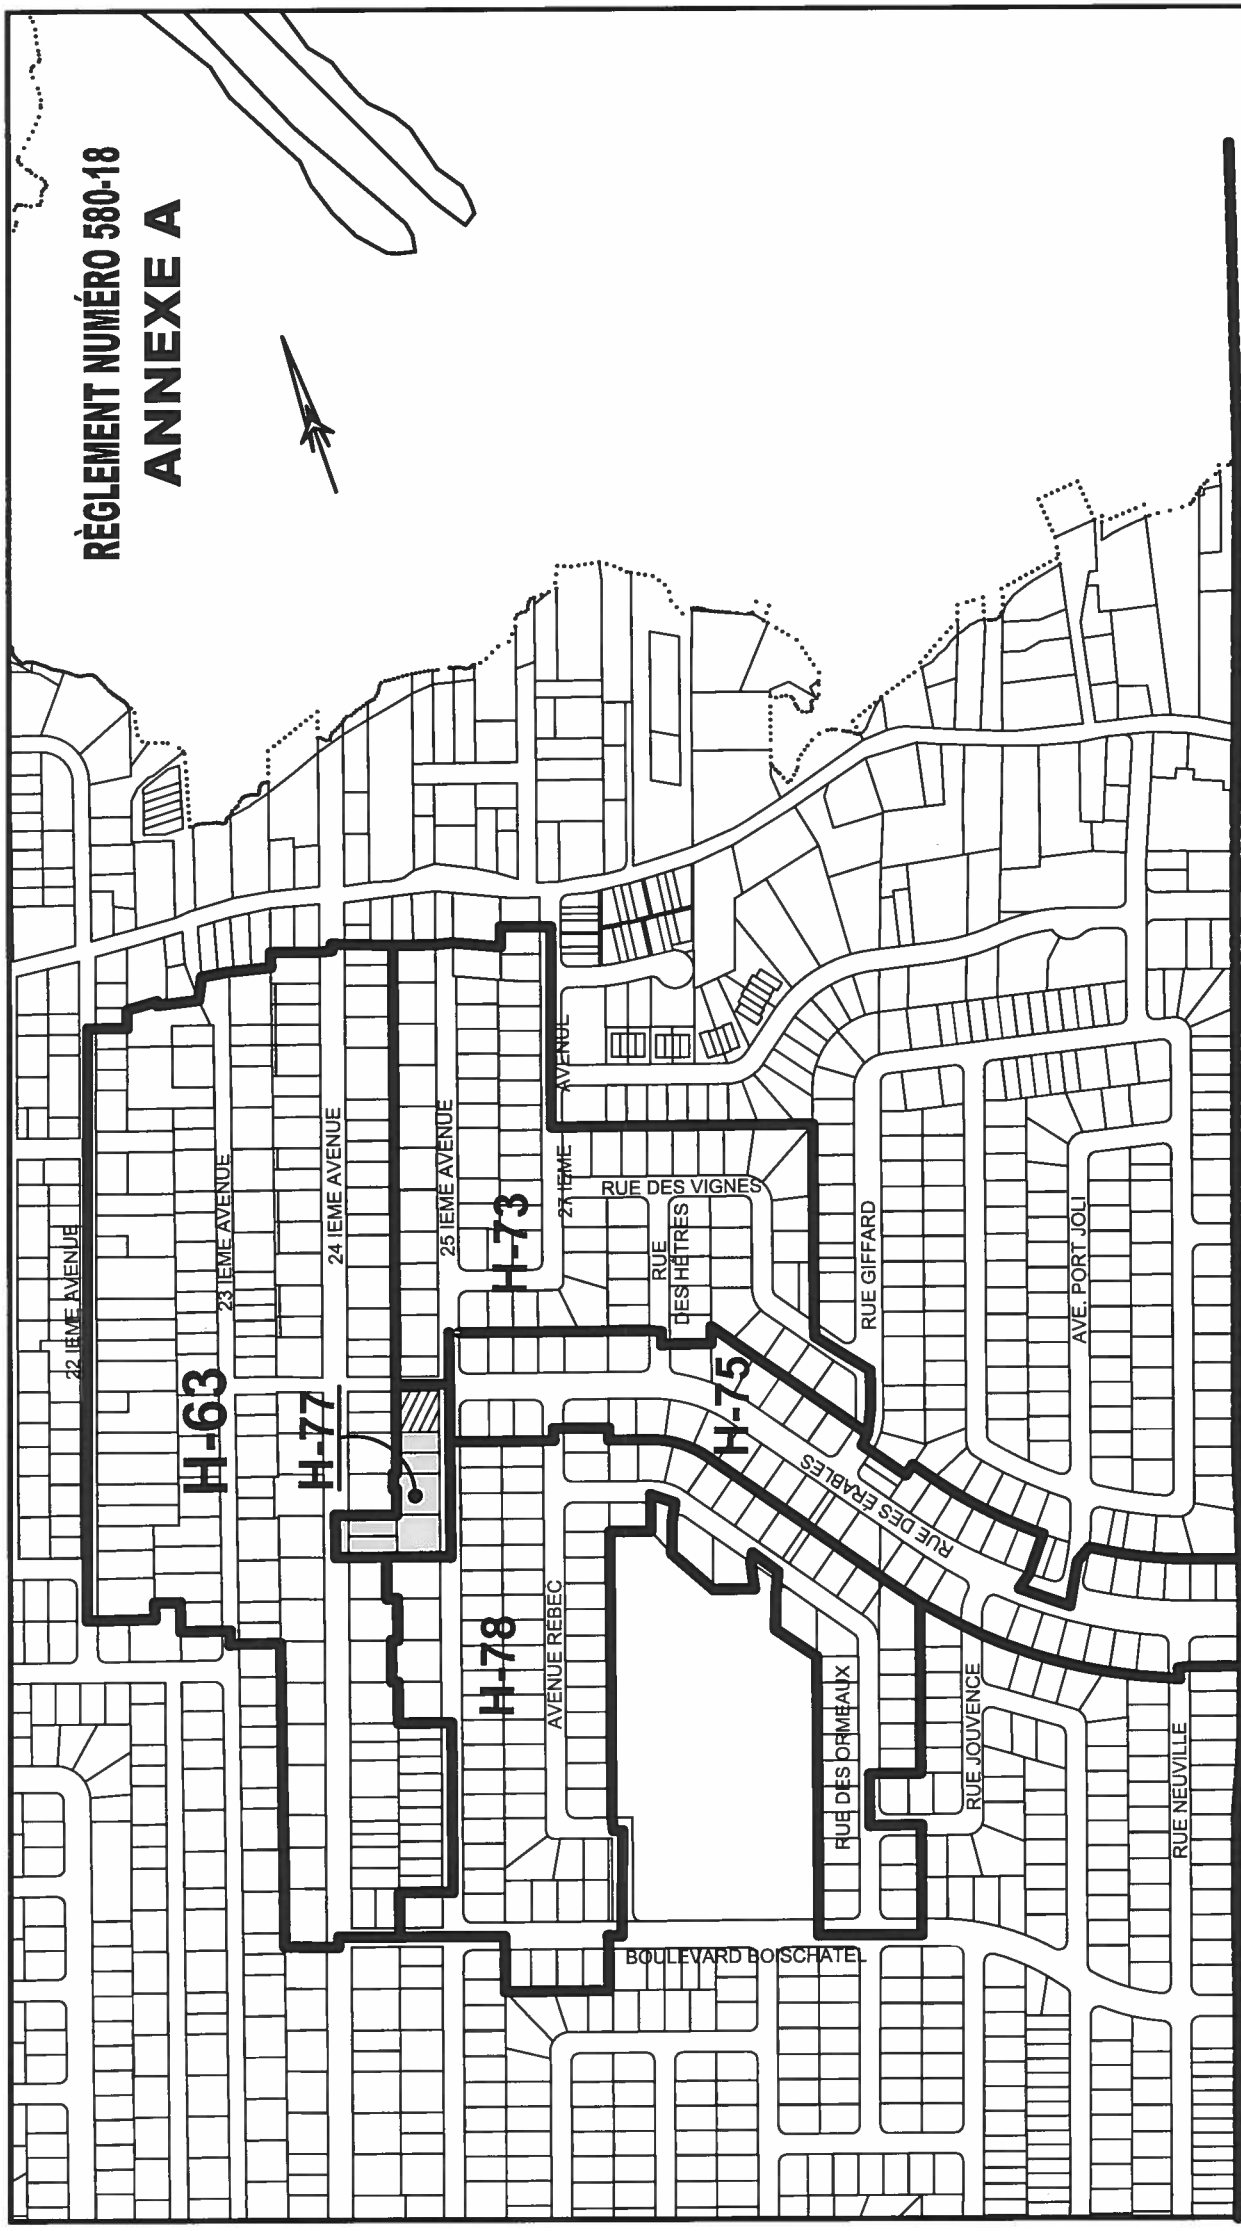 RÈGLEMENT NUMÉRO 580-18
ANNEXE A
22 IEME AVENUE
23 IEME AVENUE
24 IEME AVENUE
25 IEME AVENUE
27 IEME AVENUE
H-63
H-77
H-73
H-75
H-78
RUE DES VIGNES
RUE
DES HÊTRES
RUE GIFFARD
AVE. PORT JOLI
RUE DES ÉRABLES
AVENUE REBEC
RUE DES ORMEAUX
RUE JOUVENCE
RUE NEUVILLE
BOULEVARD BOISCHATEL